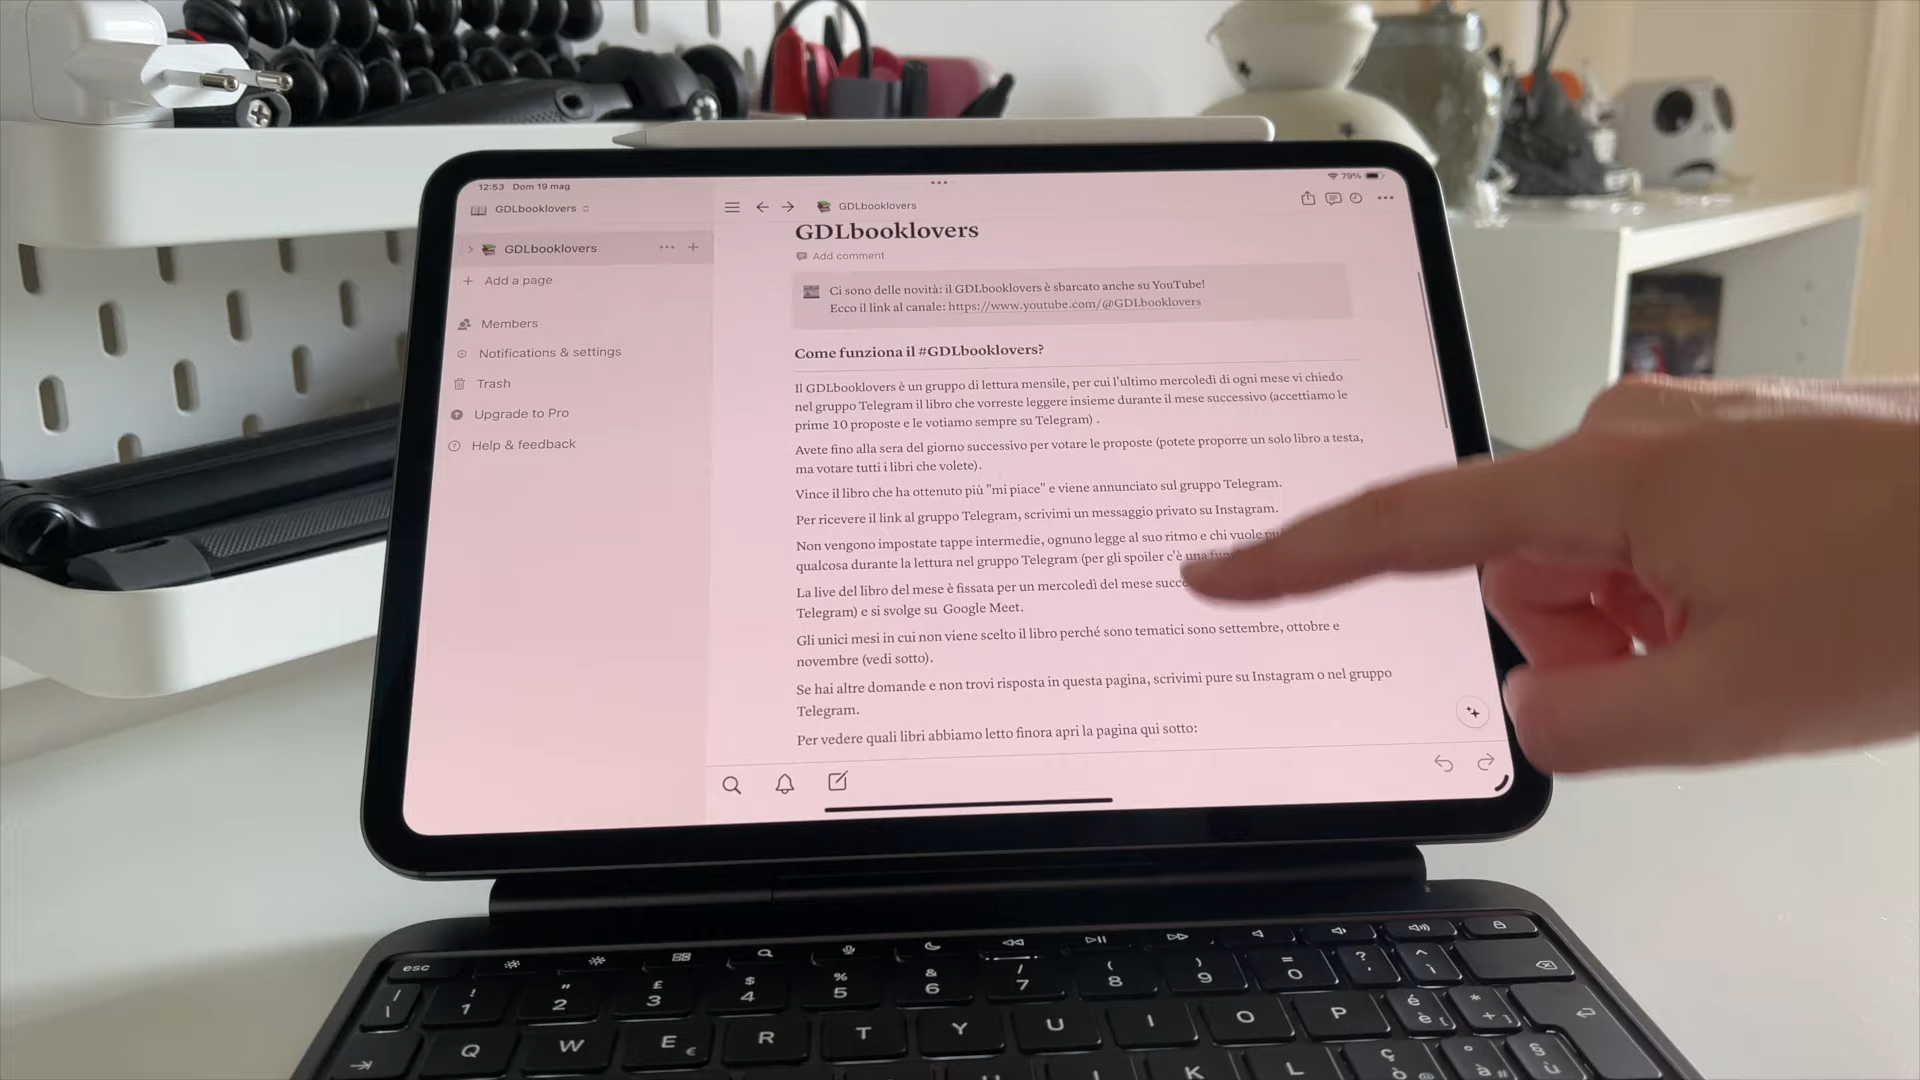 12:53 Dom 19 mag
79%
GDLbooklovers
GDLbooklovers
Add a page
Members
Notifications & settings
Trash
Upgrade to Pro
Help & feedback
GDLbooklovers
GDLbooklovers
Add comment
Ci sono delle novità: il GDLbooklovers è sbarcato anche su YouTube!
Ecco il link al canale: https://www.youtube.com/@GDLbooklovers
Come funziona il #GDLbooklovers?
Il GDLbooklovers è un gruppo di lettura mensile, per cui l'ultimo mercoledì di ogni mese vi chiedo
nel gruppo Telegram il libro che vorreste leggere insieme durante il mese successivo (accettiamo le
prime 10 proposte e le votiamo sempre su Telegram) .
Avete fino alla sera del giorno successivo per votare le proposte (potete proporre un solo libro a testa,
ma votare tutti i libri che volete).
Vince il libro che ha ottenuto più "mi piace" e viene annunciato sul gruppo Telegram.
Per ricevere il link al gruppo Telegram, scrivimi un messaggio privato su Instagram.
Non vengono impostate tappe intermedie, ognuno legge al suo ritmo e chi vuole
qualcosa durante la lettura nel gruppo Telegram (per gli spoiler c'è una
La live del libro del mese è fissata per un mercoledì del mese
Telegram) e si svolge su Google Meet.
Gli unici mesi in cui non viene scelto il libro perché sono tematici sono settembre, ottobre e
novembre (vedi sotto).
Se hai altre domande e non trovi risposta in questa pagina, scrivimi pure su Instagram o nel gruppo
Telegram.
Per vedere quali libri abbiamo letto finora apri la pagina qui sotto:
esc
! " £ $ % & / ( ) = ? ^
\ | 1 2 3 4 5 6 7 8 9 0 ' ì
Q W E € R T Y U I O P é è [ * + ]
K L ç ò @ ° à # § ù